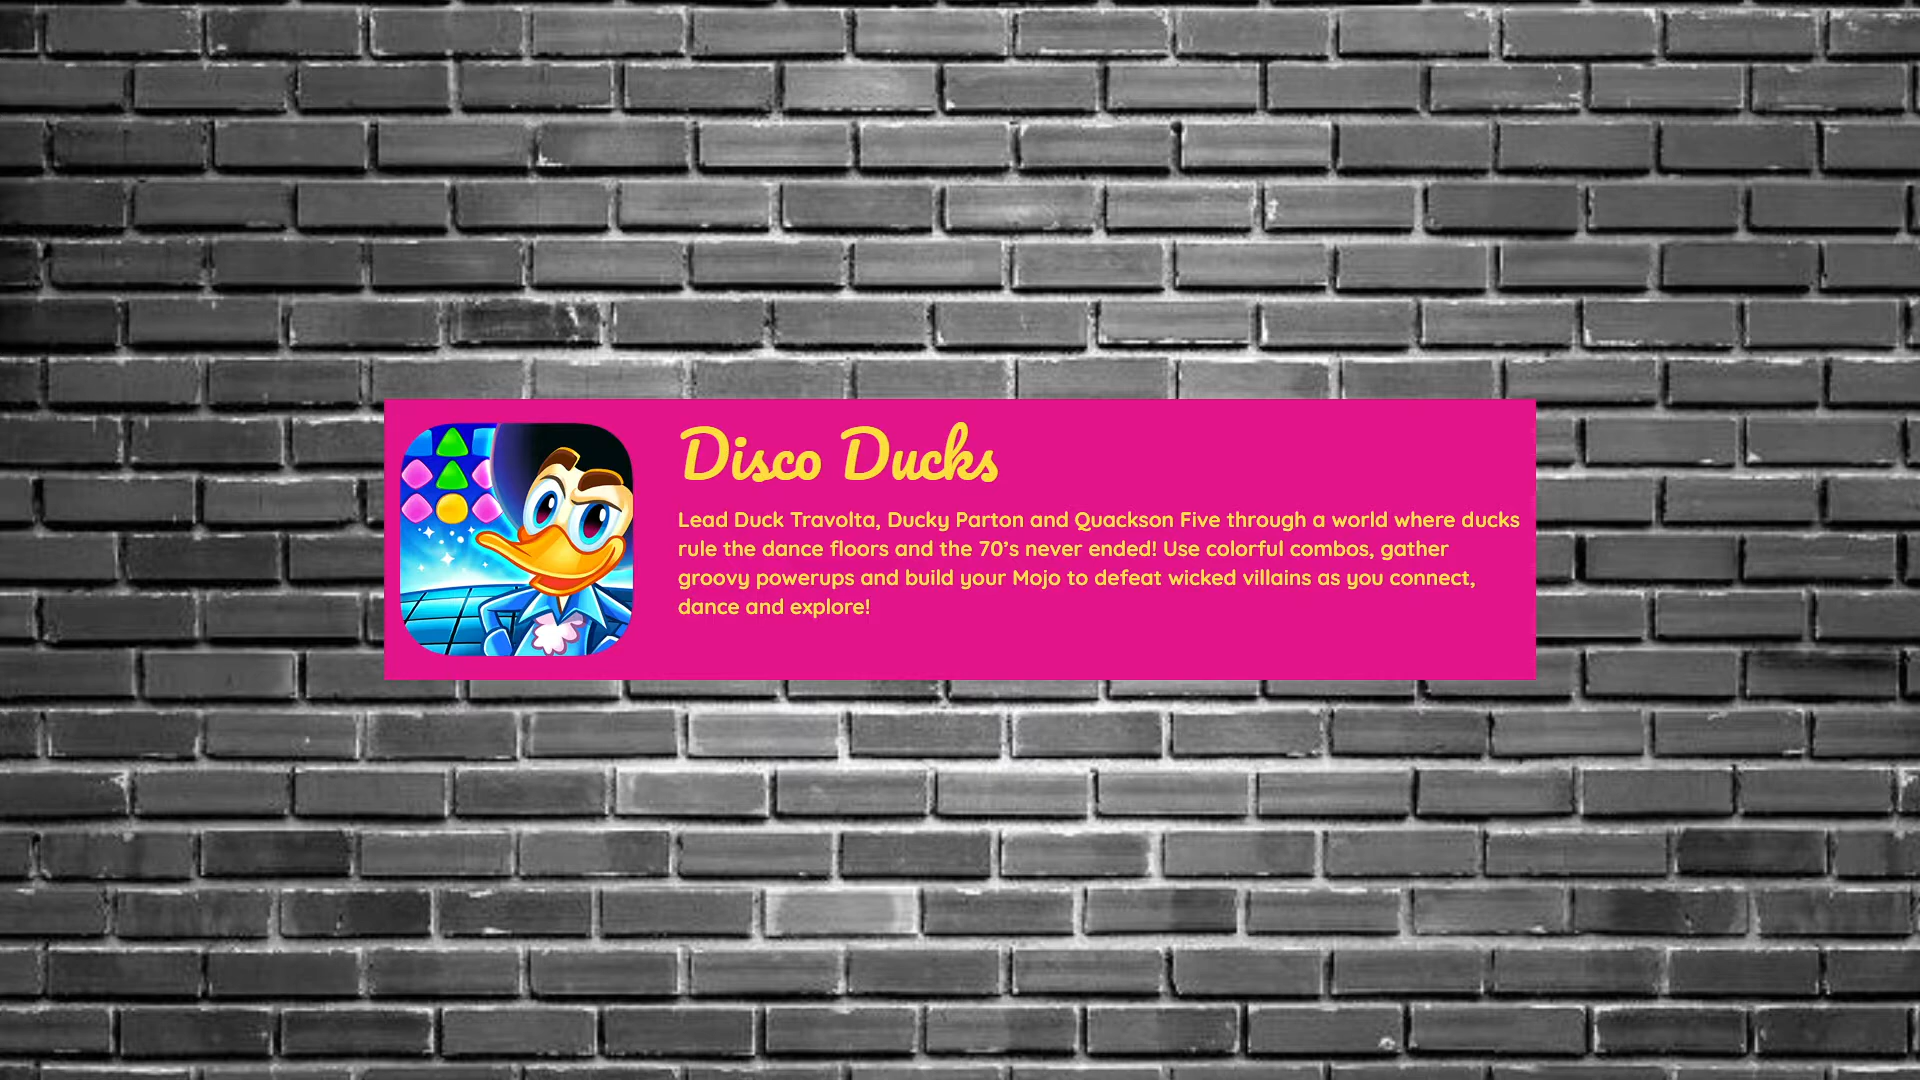 Disco Ducks
Lead Duck Travolta, Ducky Parton and Quackson Five through a world where ducks
rule the dance floors and the 70’s never ended! Use colorful combos, gather
groovy powerups and build your Mojo to defeat wicked villains as you connect,
dance and explore!